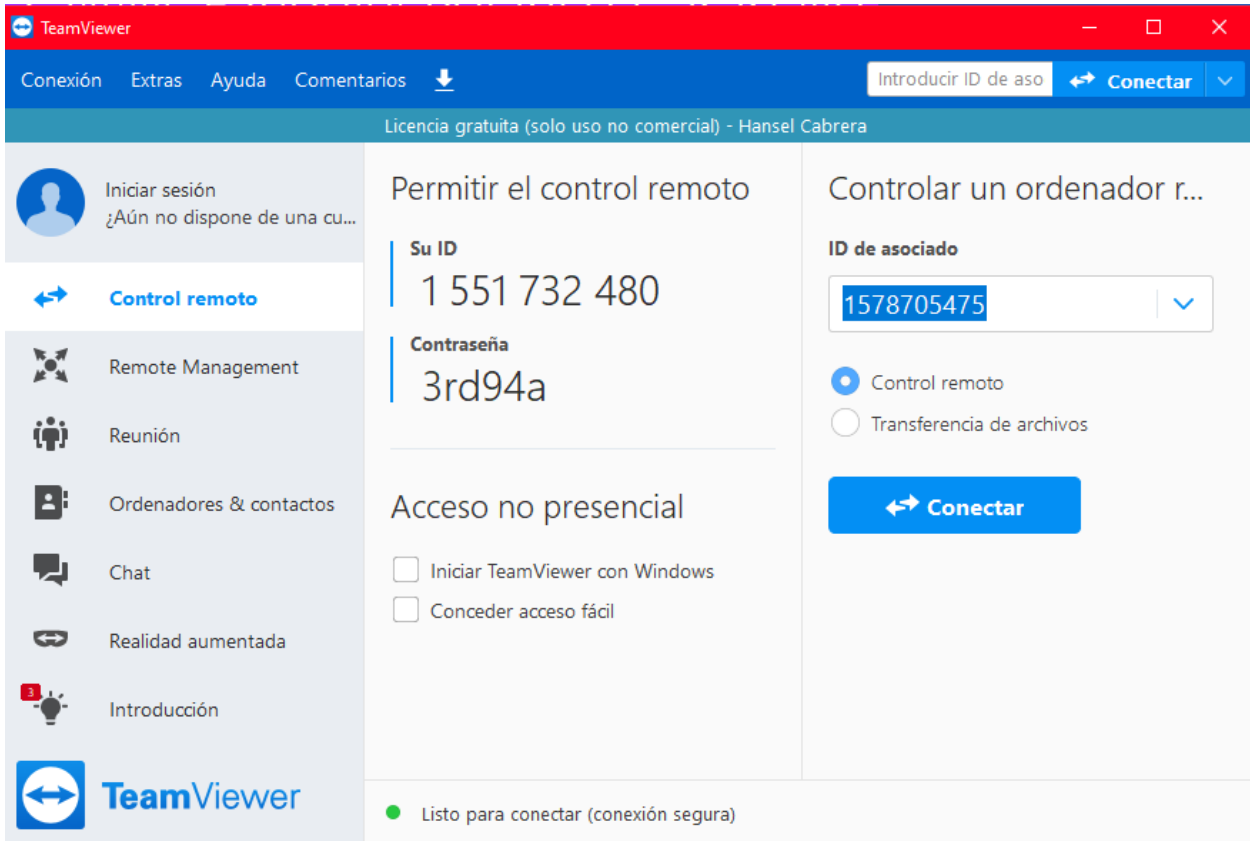 TeamViewer
Conexión Extras Ayuda Comentarios Introducir ID de aso Conectar
Licencia gratuita (solo uso no comercial) - Hansel Cabrera
Iniciar sesión
¿Aún no dispone de una cu...
Control remoto
Remote Management
Reunión
Ordenadores & contactos
Chat
Realidad aumentada
3
Introducción
TeamViewer
Permitir el control remoto
Su ID
1 551 732 480
Contraseña
3rd94a
Acceso no presencial
Iniciar TeamViewer con Windows
Conceder acceso fácil
Controlar un ordenador r...
ID de asociado
1578705475
Control remoto
Transferencia de archivos
Conectar
Listo para conectar (conexión segura)